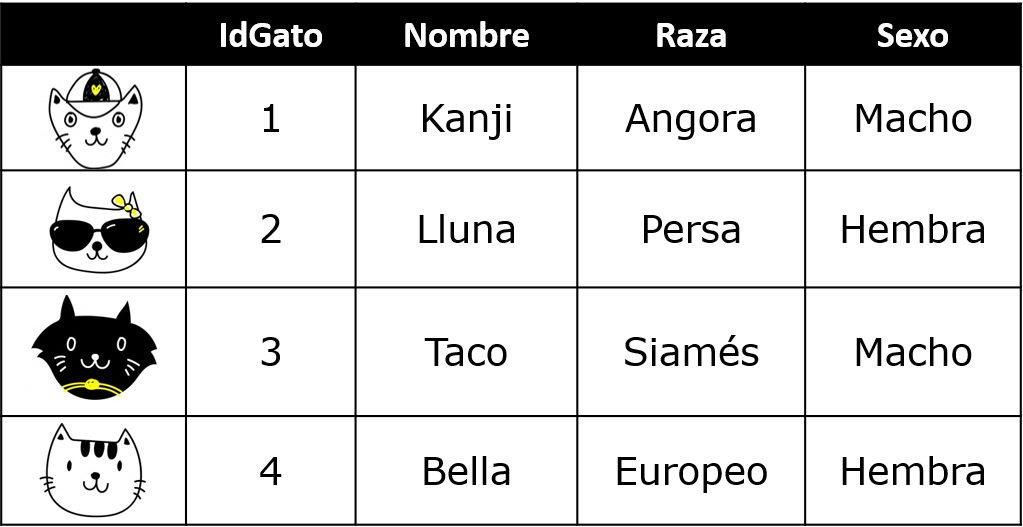 IdGato Nombre Raza Sexo
1 Kanji Angora Macho
2 Lluna Persa Hembra
3 Taco Siamés Macho
4 Bella Europeo Hembra